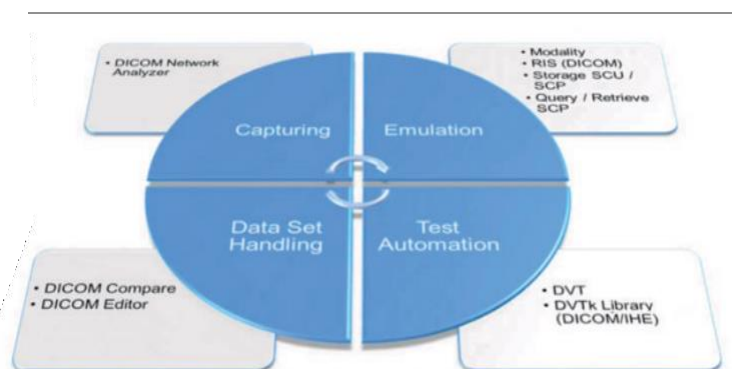 • DICOM Network
Analyzer
• Modality
• RIS (DICOM)
• Storage SCU /
SCP
• Query / Retrieve
SCP
Capturing
Emulation
Data Set
Handling
Test
Automation
• DICOM Compare
• DICOM Editor
• DVT
• DVTk Library
(DICOM/IHE)